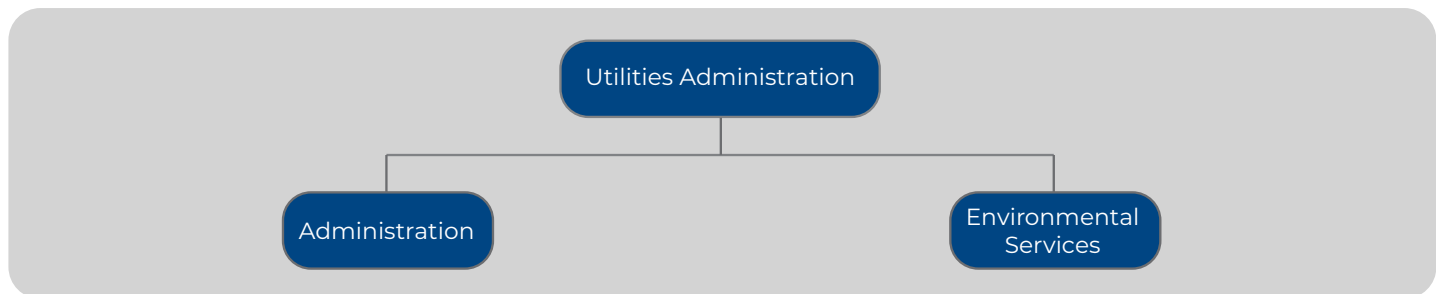 Utilities Administration
Administration
Environmental
Services